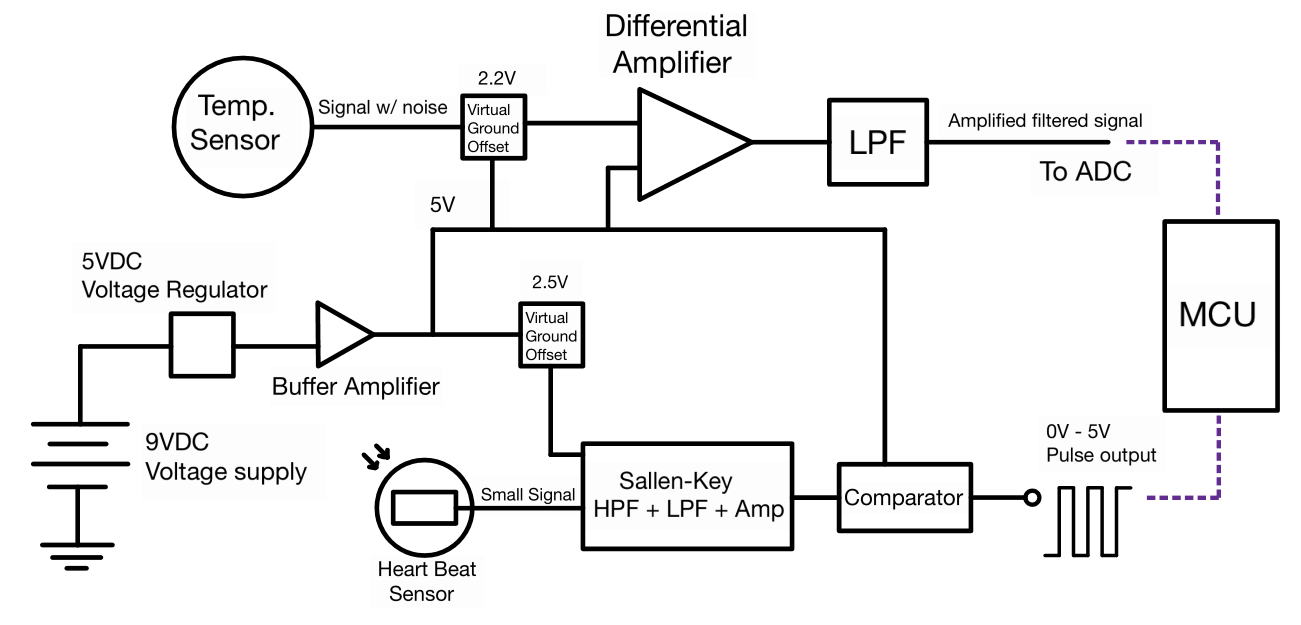 Differential
Amplifier
2.2V
Temp.
Sensor
Signal w/ noise
Virtual
Ground
Offset
LPF
Amplified filtered signal
To ADC
5V
5VDC
Voltage Regulator
2.5V
Virtual
Ground
Offset
MCU
Buffer Amplifier
9VDC
Voltage supply
0V - 5V
Pulse output
Small Signal
Sallen-Key
HPF + LPF + Amp
Comparator
Heart Beat
Sensor